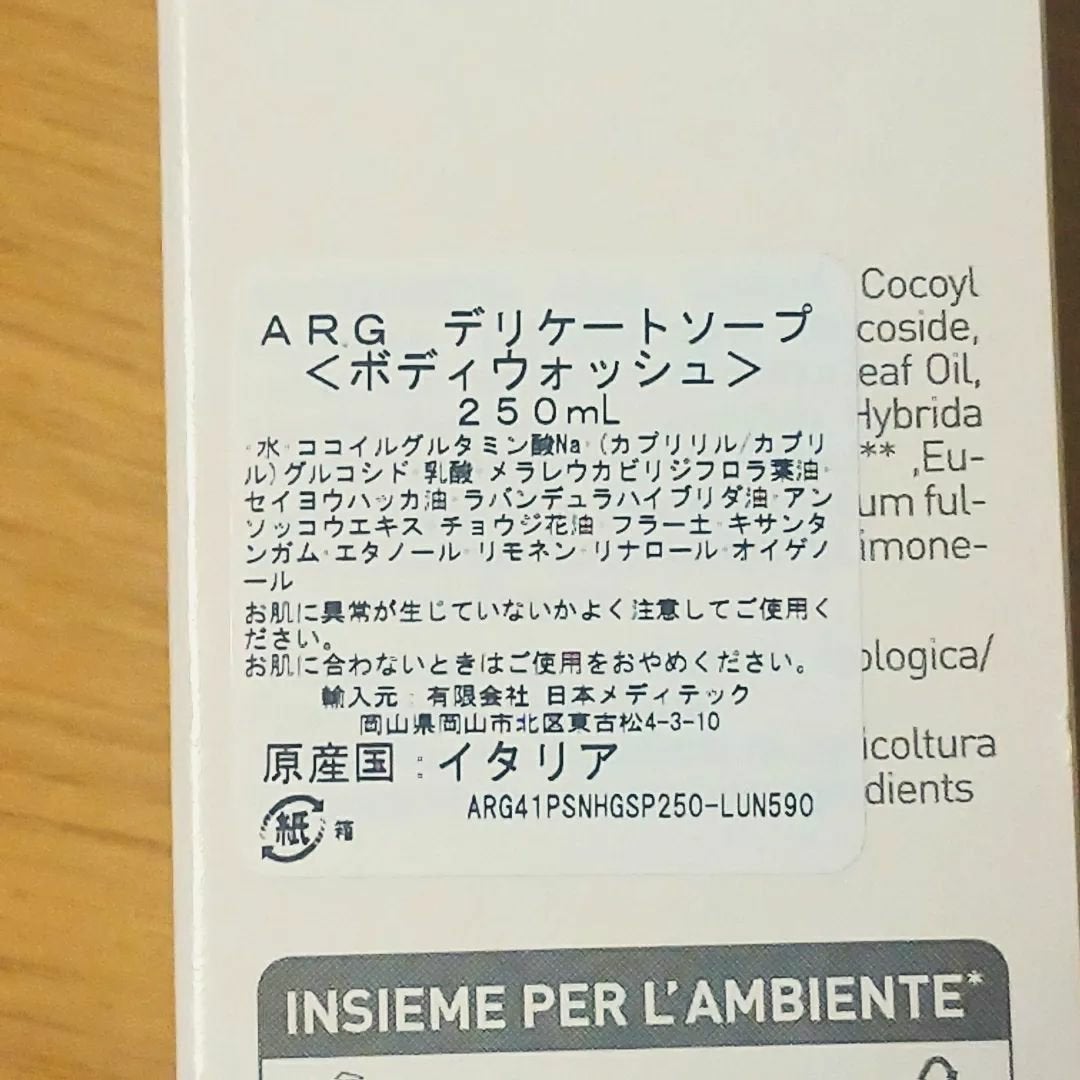 ARG デリケートソープ
<ボディウォッシュ>
250mL
水・ココイルグルタミン酸Na・(カプリリル/カプリ
ル)グルコシド・乳酸・メラレウカビリジフロラ葉油・
セイヨウハッカ油・ラバンデュラハイブリダ油・アン
ソッコウエキス・チョウジ花油・フラー土・キサンタ
ンガム・エタノール・リモネン・リナロール・オイゲノ
ール
お肌に異常が生じていないかよく注意してご使用く
ださい。
お肌に合わないときはご使用をおやめください。
輸入元:有限会社 日本メディテック
岡山県岡山市北区東古松4-3-10
原産国:イタリア
ARG41PSNHGSP250-LUN590
紙 箱
Cocoyl
coside,
eaf Oil,
Hybrida
** ,Eu-
um ful-
imone-
ologica/
icoltura
dients
INSIEME PER L'AMBIENTE*